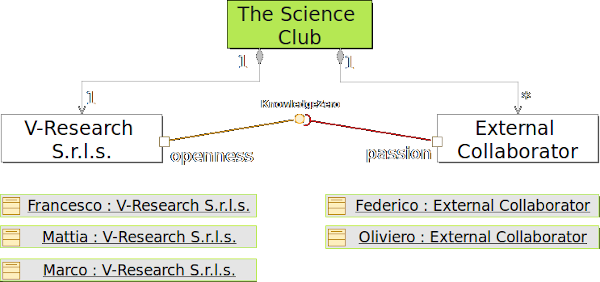 The Science
Club
1
1
1
*
KnowledgeZero
V-Research
S.r.l.s.
External
Collaborator
openness
passion
Francesco : V-Research S.r.l.s.
Federico : External Collaborator
Mattia : V-Research S.r.l.s.
Oliviero : External Collaborator
Marco : V-Research S.r.l.s.